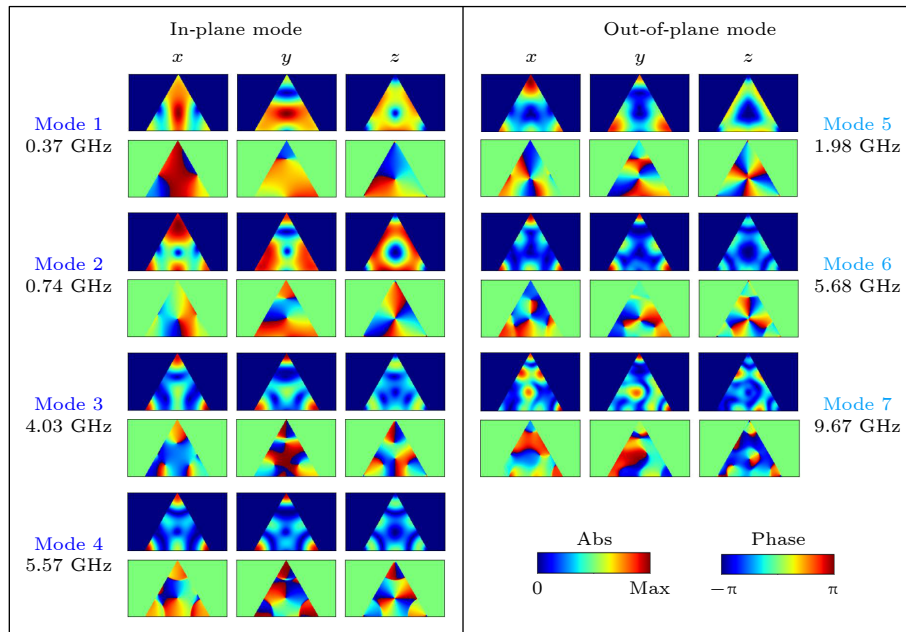 In-plane mode
x y z
Mode 1
0.37 GHz
Mode 2
0.74 GHz
Mode 3
4.03 GHz
Mode 4
5.57 GHz
Out-of-plane mode
x y z
Mode 5
1.98 GHz
Mode 6
5.68 GHz
Mode 7
9.67 GHz
Abs
0 Max
Phase
−π π